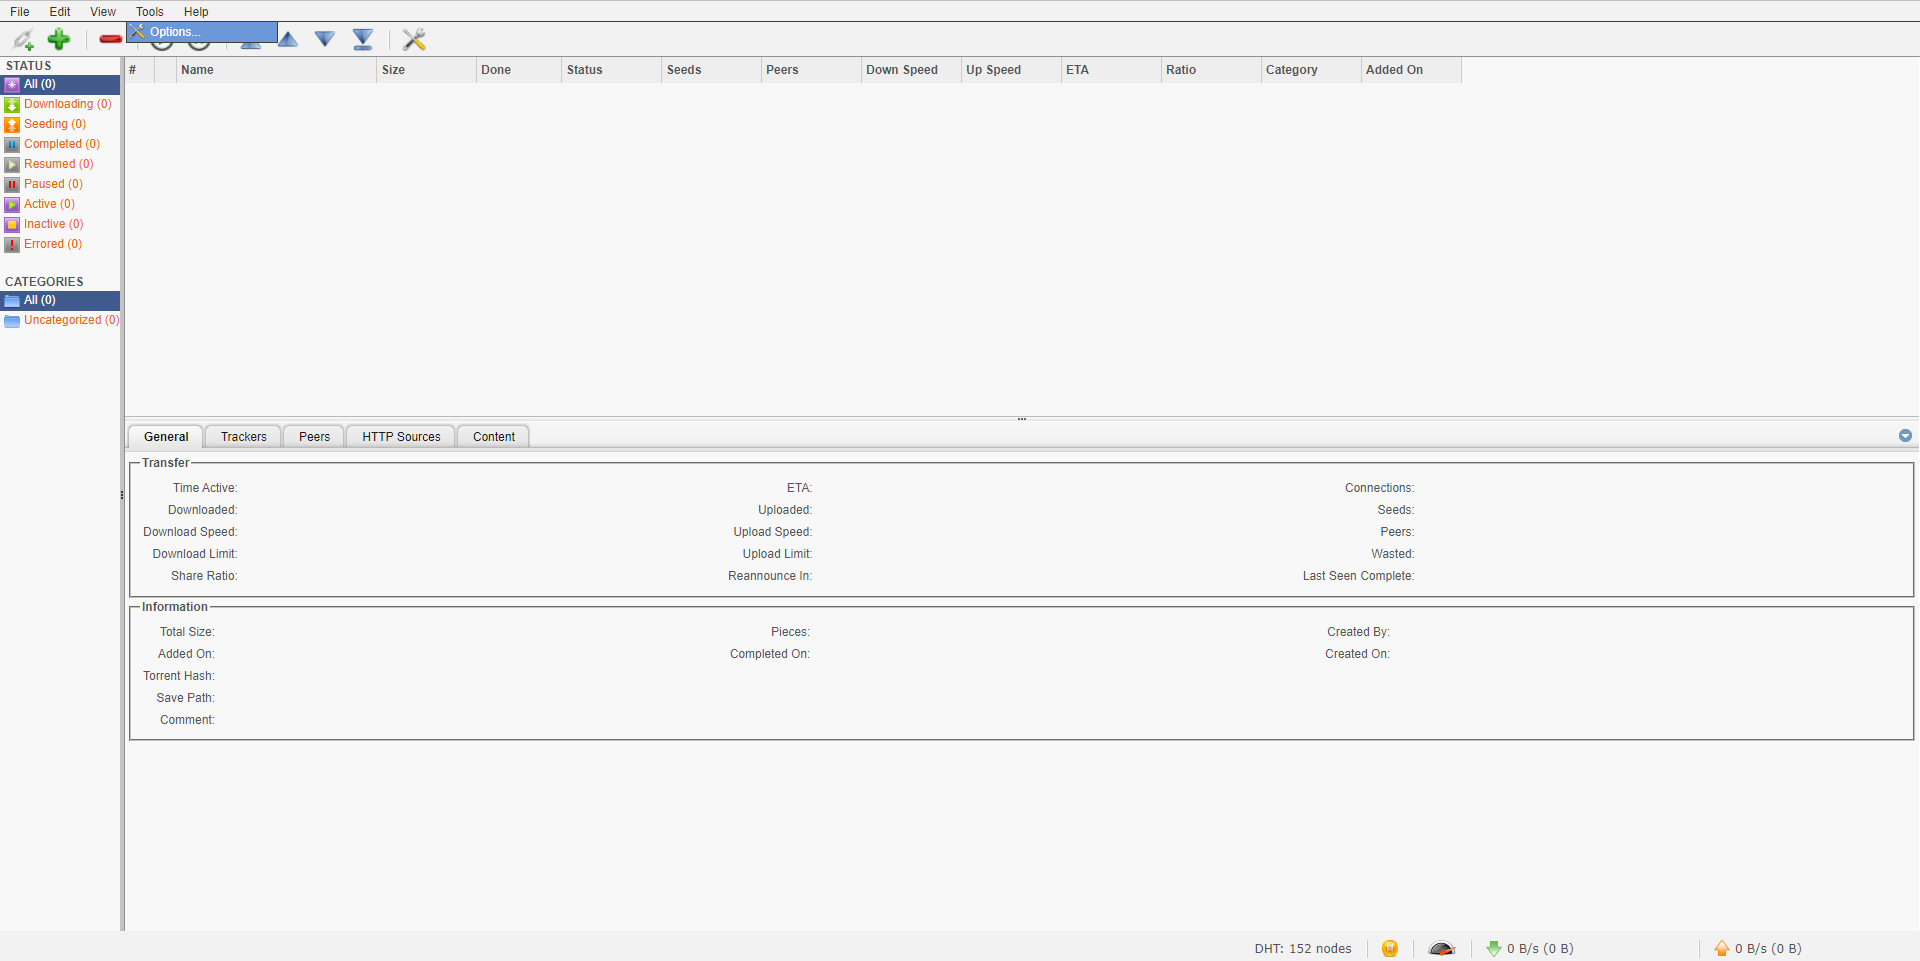 File Edit View Tools Help
Options...
STATUS
All (0)
Downloading (0)
Seeding (0)
Completed (0)
Resumed (0)
Paused (0)
Active (0)
Inactive (0)
Errored (0)
CATEGORIES
All (0)
Uncategorized (0)
# Name Size Done Status Seeds Peers Down Speed Up Speed ETA Ratio Category Added On
General Trackers Peers HTTP Sources Content
Transfer
Time Active: ETA: Connections:
Downloaded: Uploaded: Seeds:
Download Speed: Upload Speed: Peers:
Download Limit: Upload Limit: Wasted:
Share Ratio: Reannounce In: Last Seen Complete:
Information
Total Size: Pieces: Created By:
Added On: Completed On: Created On:
Torrent Hash:
Save Path:
Comment:
DHT: 152 nodes 0 B/s (0 B) 0 B/s (0 B)